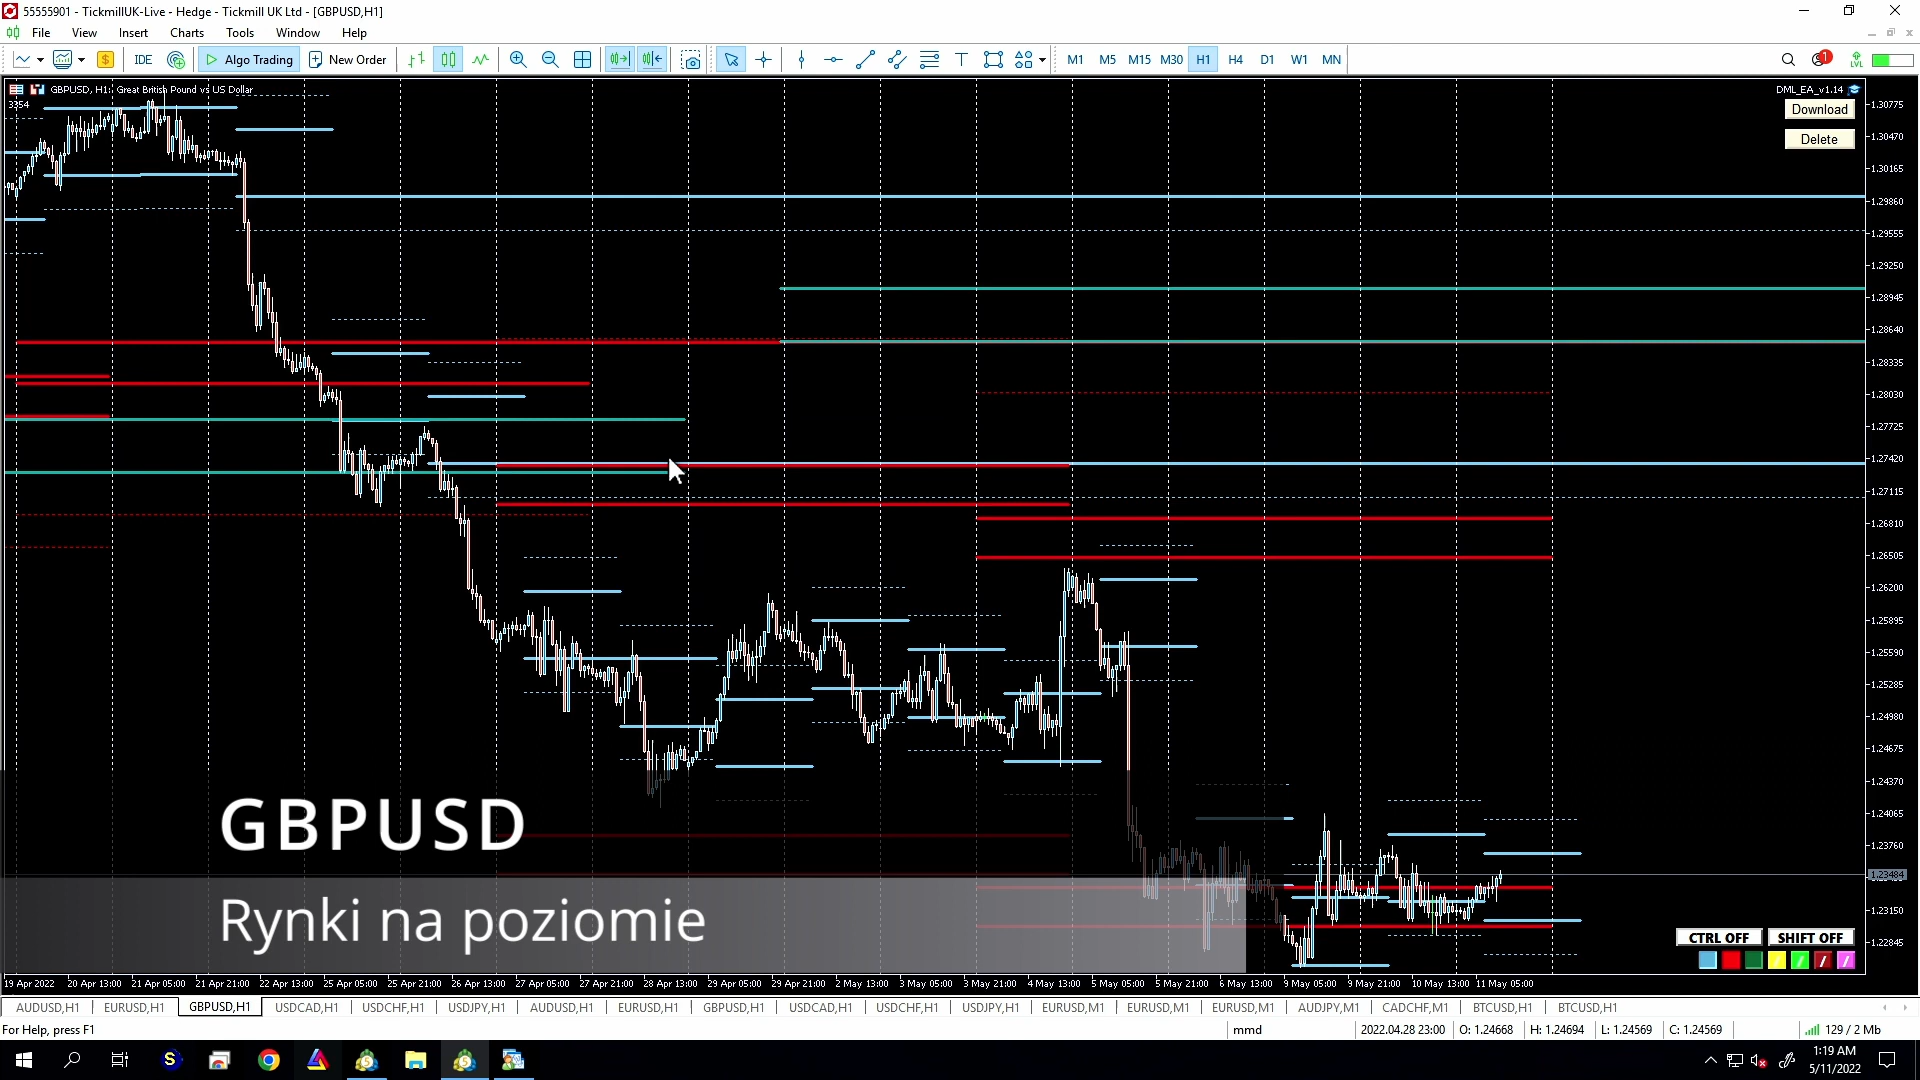 55555901 - TickmillUK-Live - Hedge - Tickmill UK Ltd - [GBPUSD,H1]
File View Insert Charts Tools Window Help
IDE Algo Trading New Order M1 M5 M15 M30 H1 H4 D1 W1 MN 1 LVL
GBPUSD, H1: Great British Pound vs US Dollar
DML_EA_v1.14
3354
Download
Delete
1.30775
1.30470
1.30165
1.29860
1.29555
1.29250
1.28945
1.28640
1.28335
1.28030
1.27725
1.27420
1.27115
1.26810
1.26505
1.26200
1.25895
1.25590
1.25285
1.24980
1.24675
1.24370
1.24065
1.23760
1.23484
1.23150
1.22845
GBPUSD
Rynki na poziomie
CTRL OFF SHIFT OFF
19 Apr 2022 20 Apr 13:00 21 Apr 05:00 21 Apr 21:00 22 Apr 13:00 25 Apr 05:00 25 Apr 21:00 26 Apr 13:00 27 Apr 05:00 27 Apr 21:00 28 Apr 13:00 29 Apr 05:00 29 Apr 21:00 2 May 13:00 3 May 05:00 3 May 21:00 4 May 13:00 5 May 05:00 5 May 21:00 6 May 13:00 9 May 05:00 9 May 21:00 10 May 13:00 11 May 05:00
AUDUSD,H1 EURUSD,H1 GBPUSD,H1 USDCAD,H1 USDCHF,H1 USDJPY,H1 AUDUSD,H1 EURUSD,H1 GBPUSD,H1 USDCAD,H1 USDCHF,H1 USDJPY,H1 EURUSD,M1 EURUSD,M1 EURUSD,M1 AUDJPY,M1 CADCHF,M1 BTCUSD,H1 BTCUSD,H1
For Help, press F1 mmd 2022.04.28 23:00 O: 1.24668 H: 1.24694 L: 1.24569 C: 1.24569 129 / 2 Mb
1:19 AM
5/11/2022